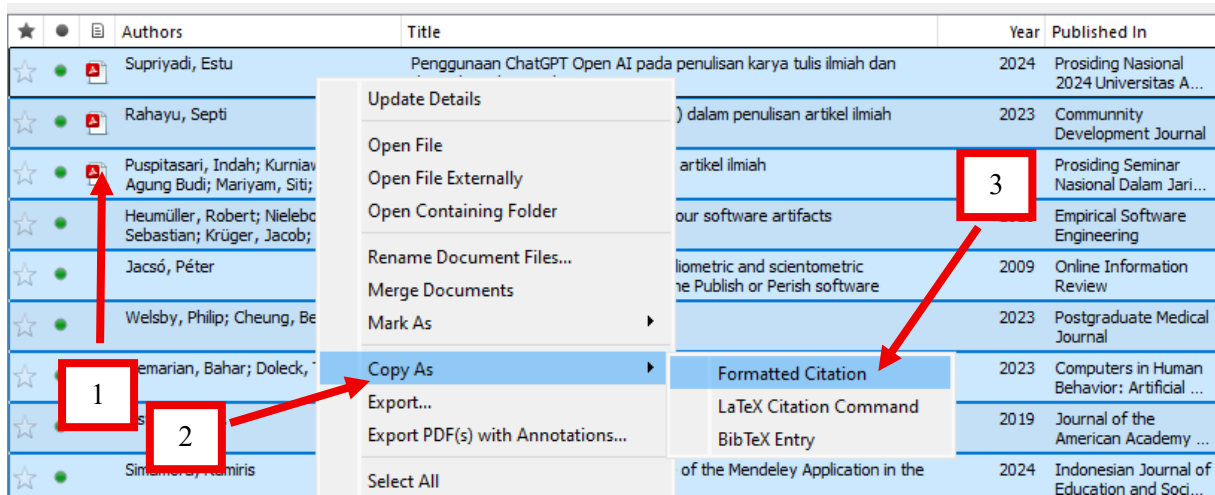 Authors Title Year Published In
Supriyadi, Estu Penggunaan ChatGPT Open AI pada penulisan karya tulis ilmiah dan 2024 Prosiding Nasional
2024 Universitas A...
Update Details
Rahayu, Septi ) dalam penulisan artikel ilmiah 2023 Communnity
Development Journal
Open File
Puspitasari, Indah; Kurniaw artikel ilmiah Prosiding Seminar
Agung Budi; Mariyam, Siti; Nasional Dalam Jari...
Open File Externally
3
Open Containing Folder
Heumüller, Robert; Nielebo our software artifacts Empirical Software
Sebastian; Krüger, Jacob; Engineering
Rename Document Files...
Jacsó, Péter liometric and scientometric 2009 Online Information
he Publish or Perish software Review
Merge Documents
Welsby, Philip; Cheung, Be 2023 Postgraduate Medical
Journal
Mark As
Copy As Formatted Citation
emarian, Bahar; Doleck, 2023 Computers in Human
Behavior: Artificial ...
1
Export... LaTeX Citation Command
2019 Journal of the
American Academy ...
2
Export PDF(s) with Annotations... BibTeX Entry
of the Mendeley Application in the 2024 Indonesian Journal of
Education and Soci...
Select All